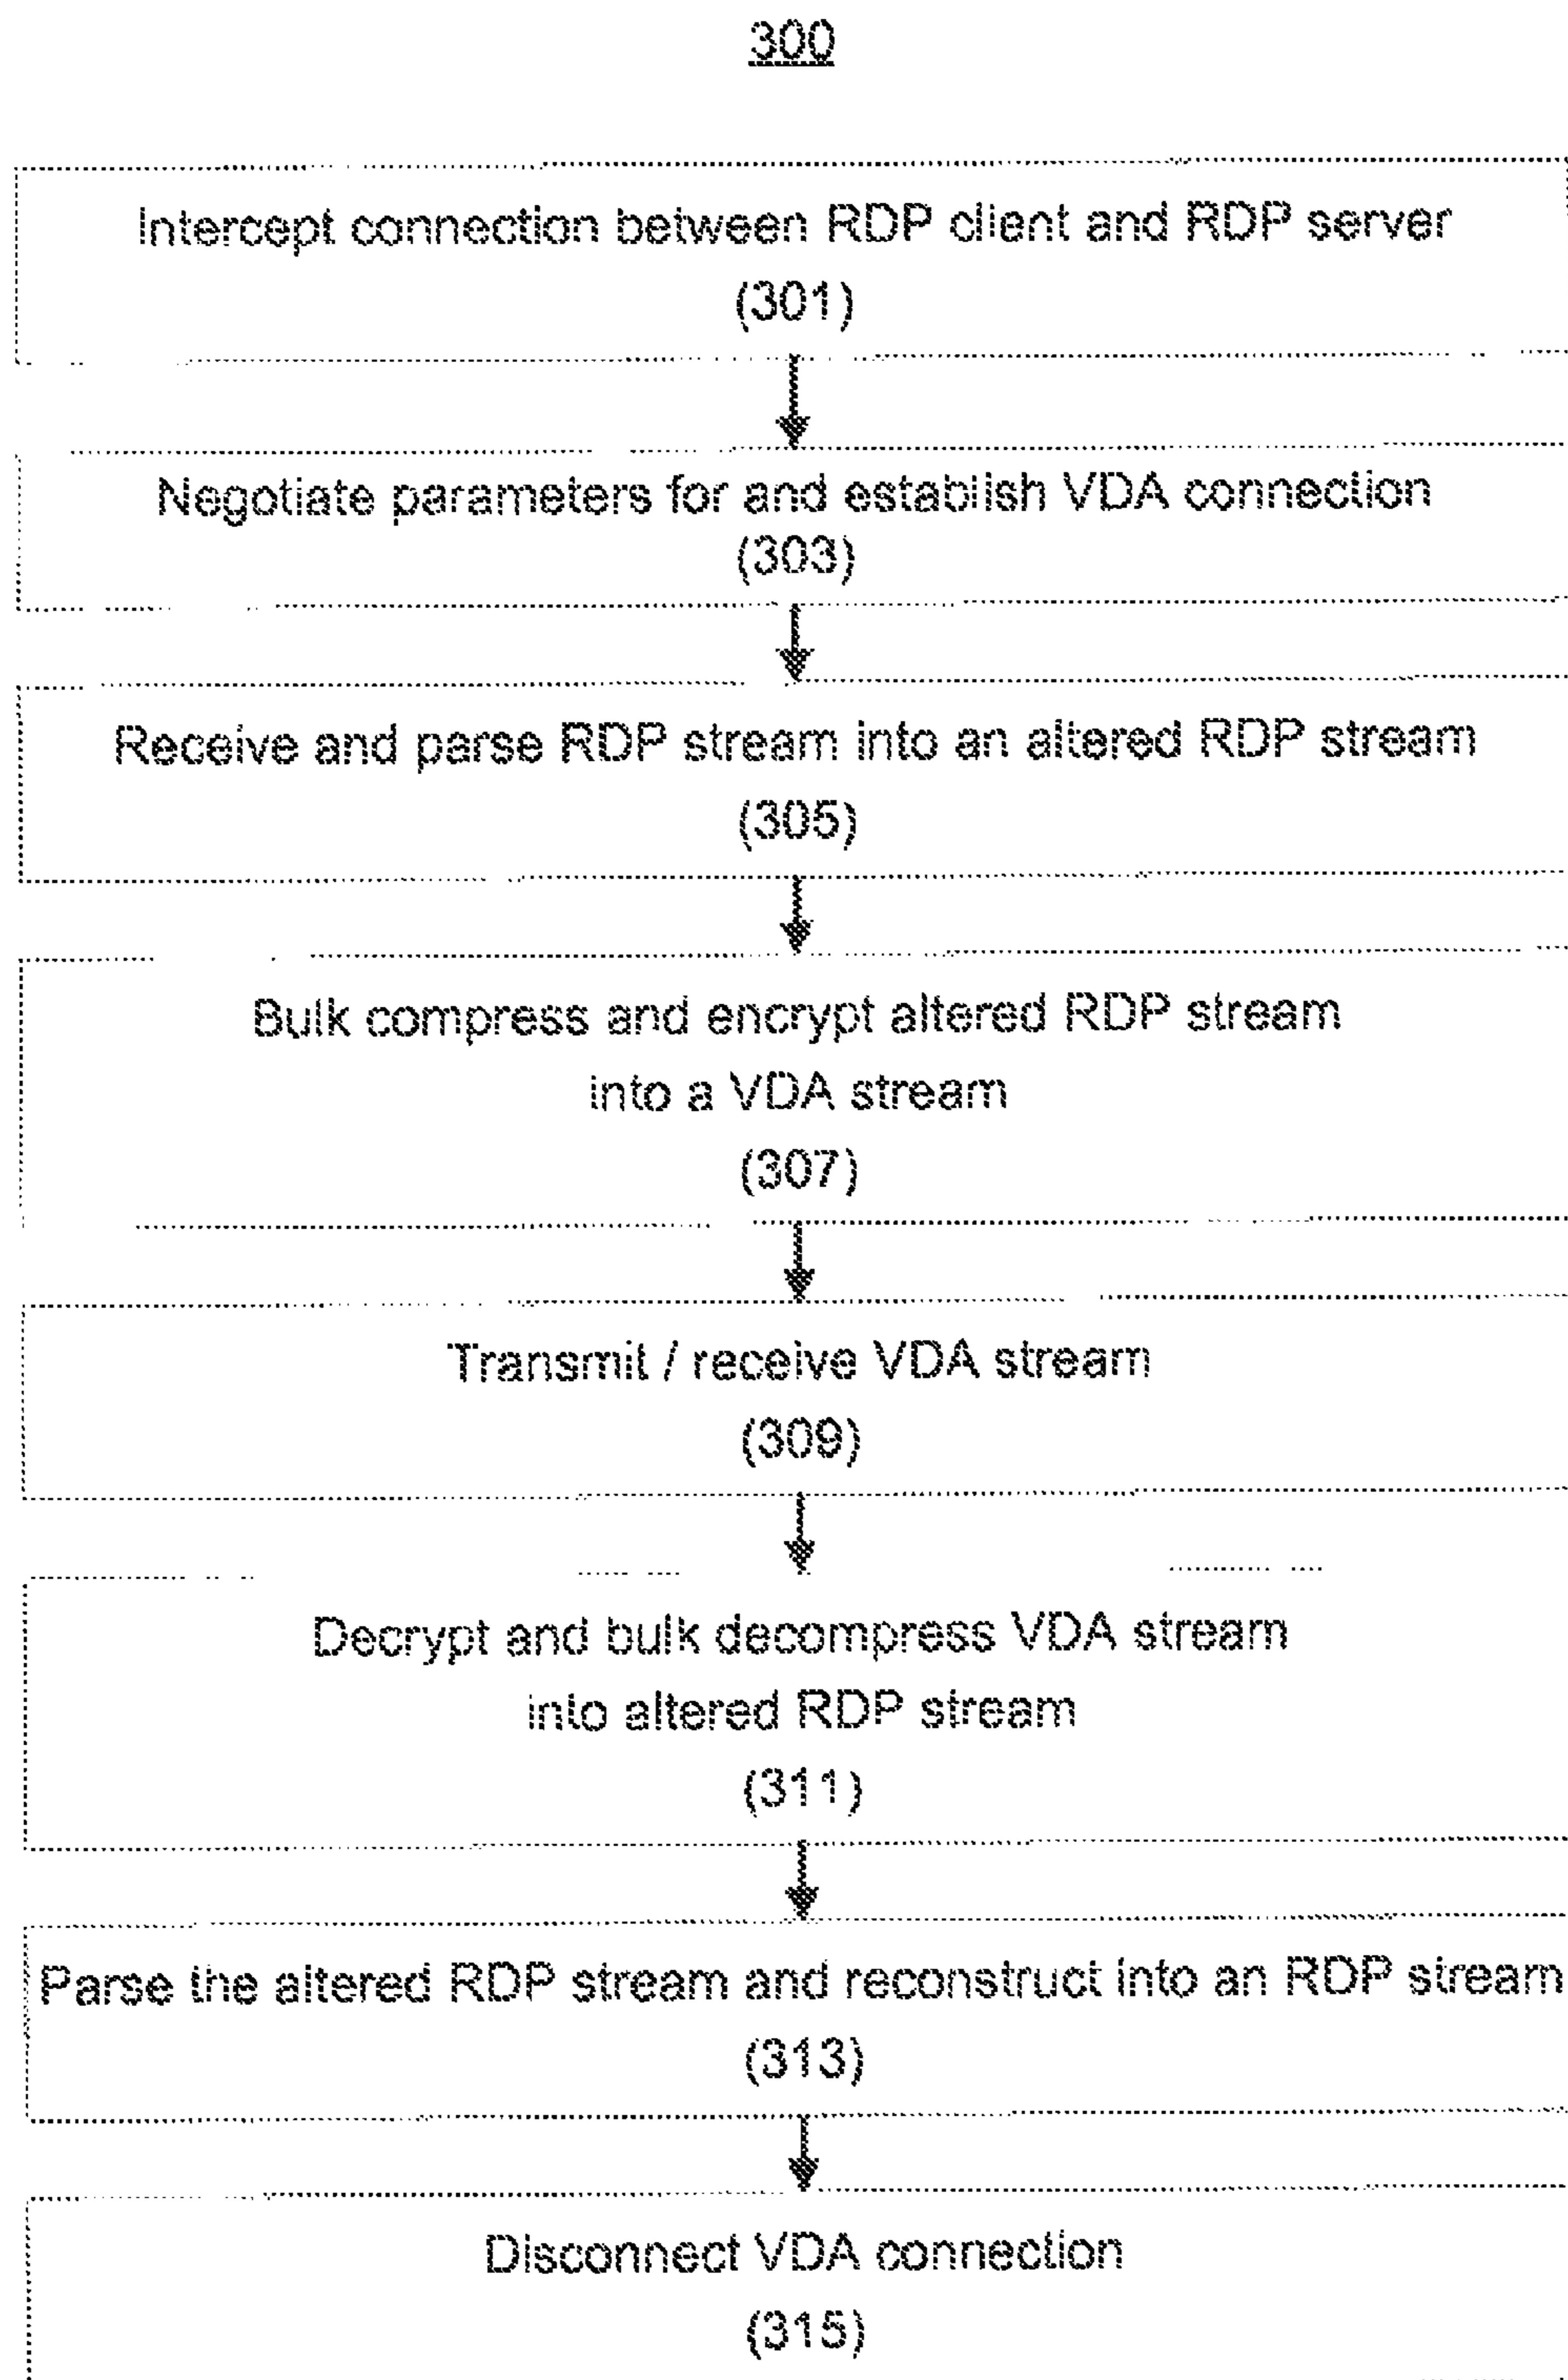 300
Intercept connection between RDP client and RDP server
(301)
Negotiate parameters for and establish VDA connection
(303)
Receive and parse RDP stream into an altered RDP stream
(305)
Bulk compress and encrypt altered RDP stream
into a VDA stream
(307)
Transmit / receive VDA stream
(309)
Decrypt and bulk decompress VDA stream
into altered RDP stream
(311)
Parse the altered RDP stream and reconstruct into an RDP stream
(313)
Disconnect VDA connection
(315)